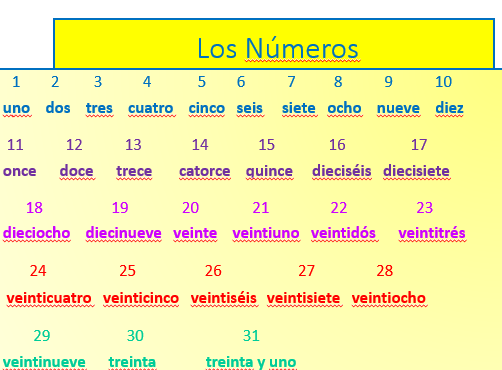 Los Números
1 2 3 4 5 6 7 8 9 10
uno dos tres cuatro cinco seis siete ocho nueve diez
11 12 13 14 15 16 17
once doce trece catorce quince dieciséis diecisiete
18 19 20 21 22 23
dieciocho diecinueve veinte veintiuno veintidós veintitrés
24 25 26 27 28
veinticuatro veinticinco veintiséis veintisiete veintiocho
29 30 31
veintinueve treinta treinta y uno